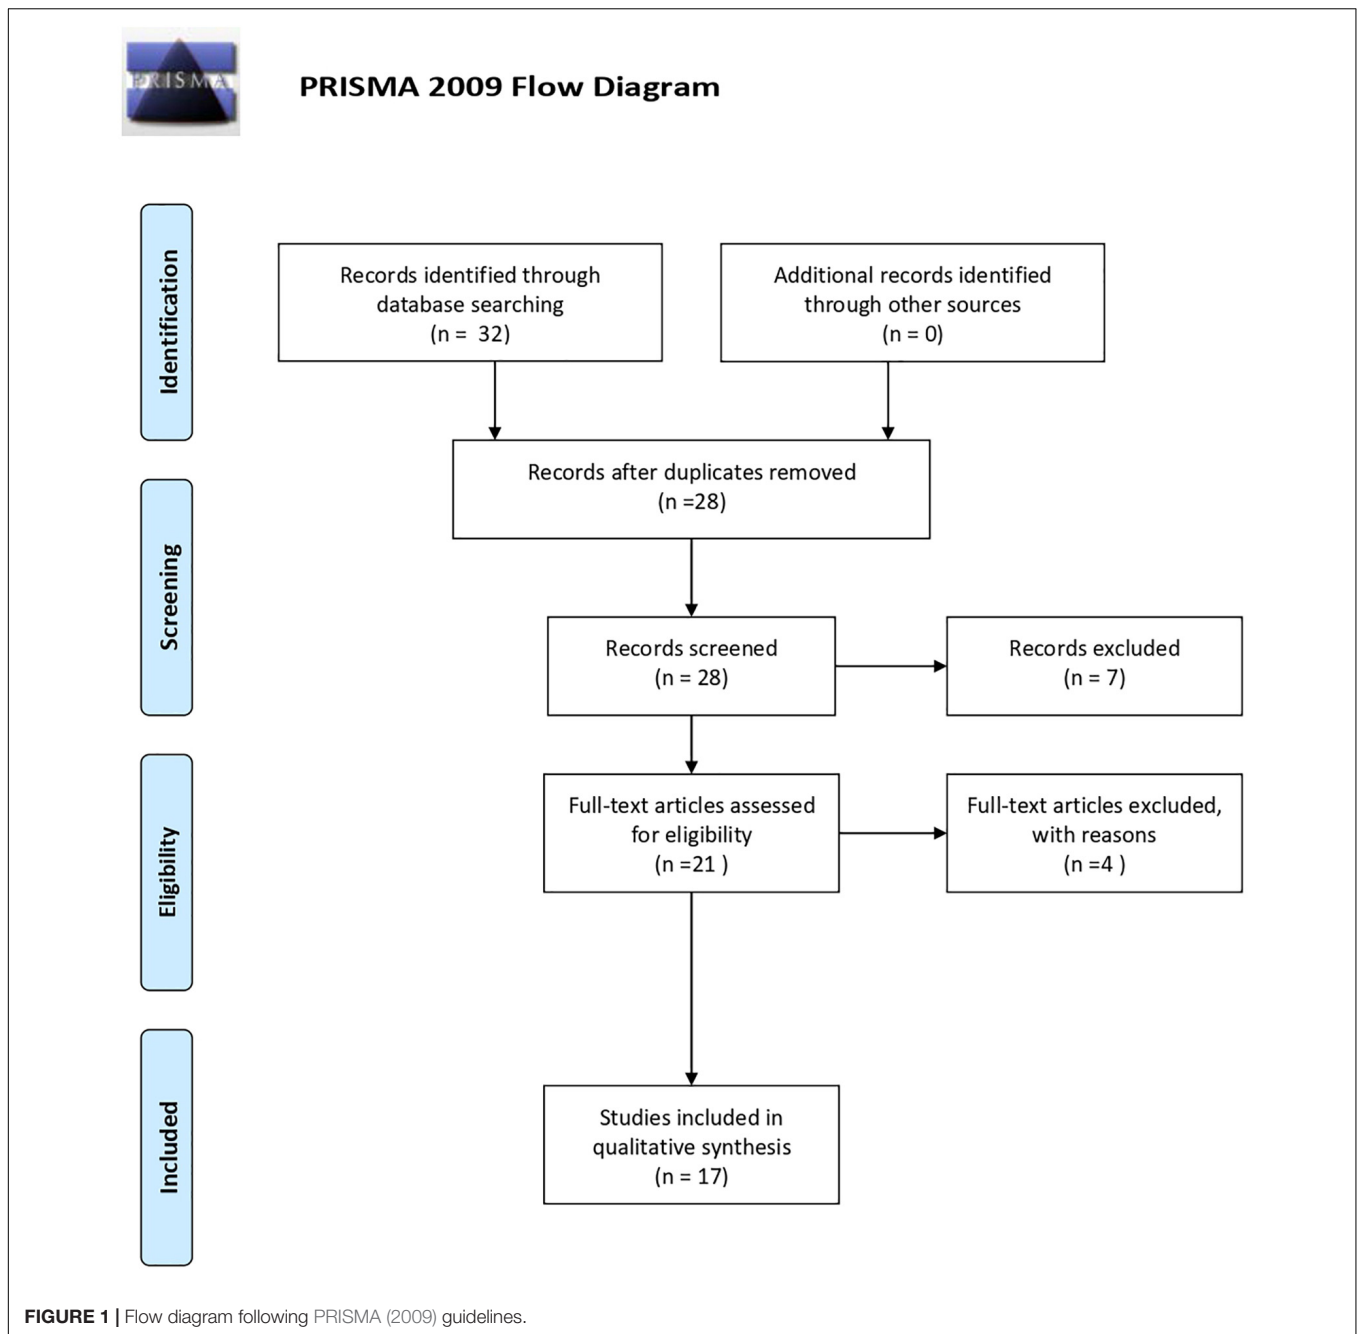 PRISMA
PRISMA 2009 Flow Diagram
Identification
Records identified through
database searching
(n = 32)
Additional records identified
through other sources
(n = 0)
Records after duplicates removed
(n =28)
Screening
Records screened
(n = 28)
Records excluded
(n = 7)
Eligibility
Full-text articles assessed
for eligibility
(n =21 )
Full-text articles excluded,
with reasons
(n =4 )
Included
Studies included in
qualitative synthesis
(n = 17)
FIGURE 1 | Flow diagram following PRISMA (2009) guidelines.